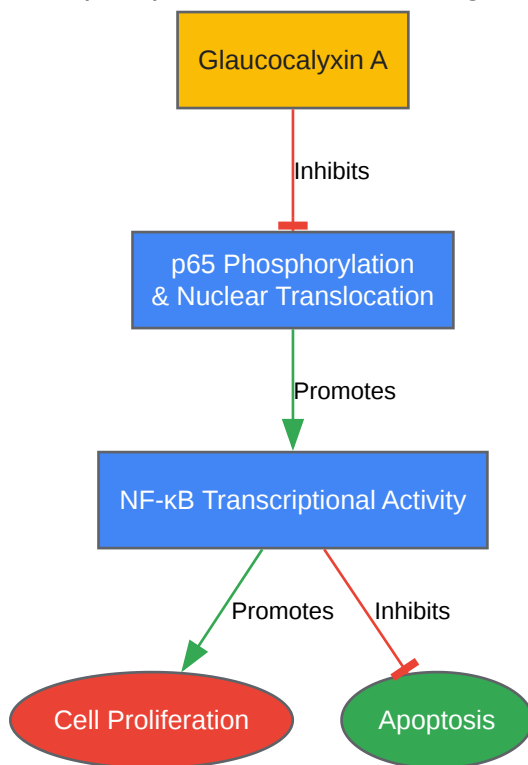 Glaucocalyxin A
Inhibits
p65 Phosphorylation
& Nuclear Translocation
Promotes
NF-κB Transcriptional Activity
Promotes
Inhibits
Cell Proliferation
Apoptosis